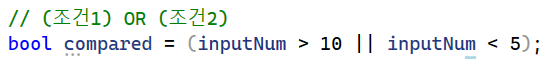 // (조건1) OR (조건2)
bool compared = (inputNum > 10 || inputNum < 5);